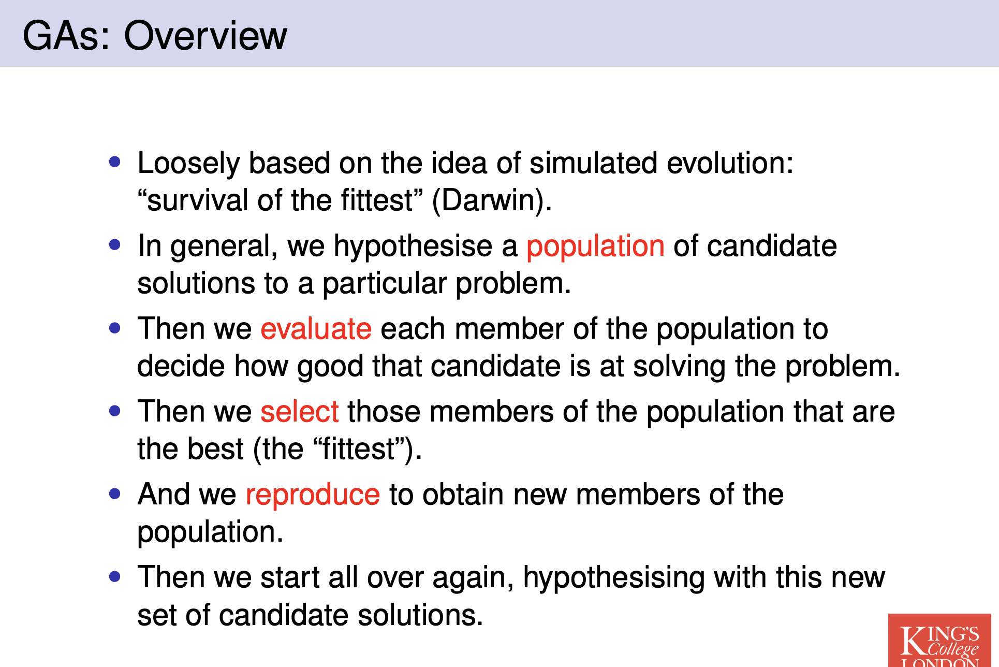 GAs: Overview
• Loosely based on the idea of simulated evolution:
“survival of the fittest” (Darwin).
• In general, we hypothesise a population of candidate
solutions to a particular problem.
• Then we evaluate each member of the population to
decide how good that candidate is at solving the problem.
• Then we select those members of the population that are
the best (the “fittest”).
• And we reproduce to obtain new members of the
population.
• Then we start all over again, hypothesising with this new
set of candidate solutions.
KING’S
College
LONDON